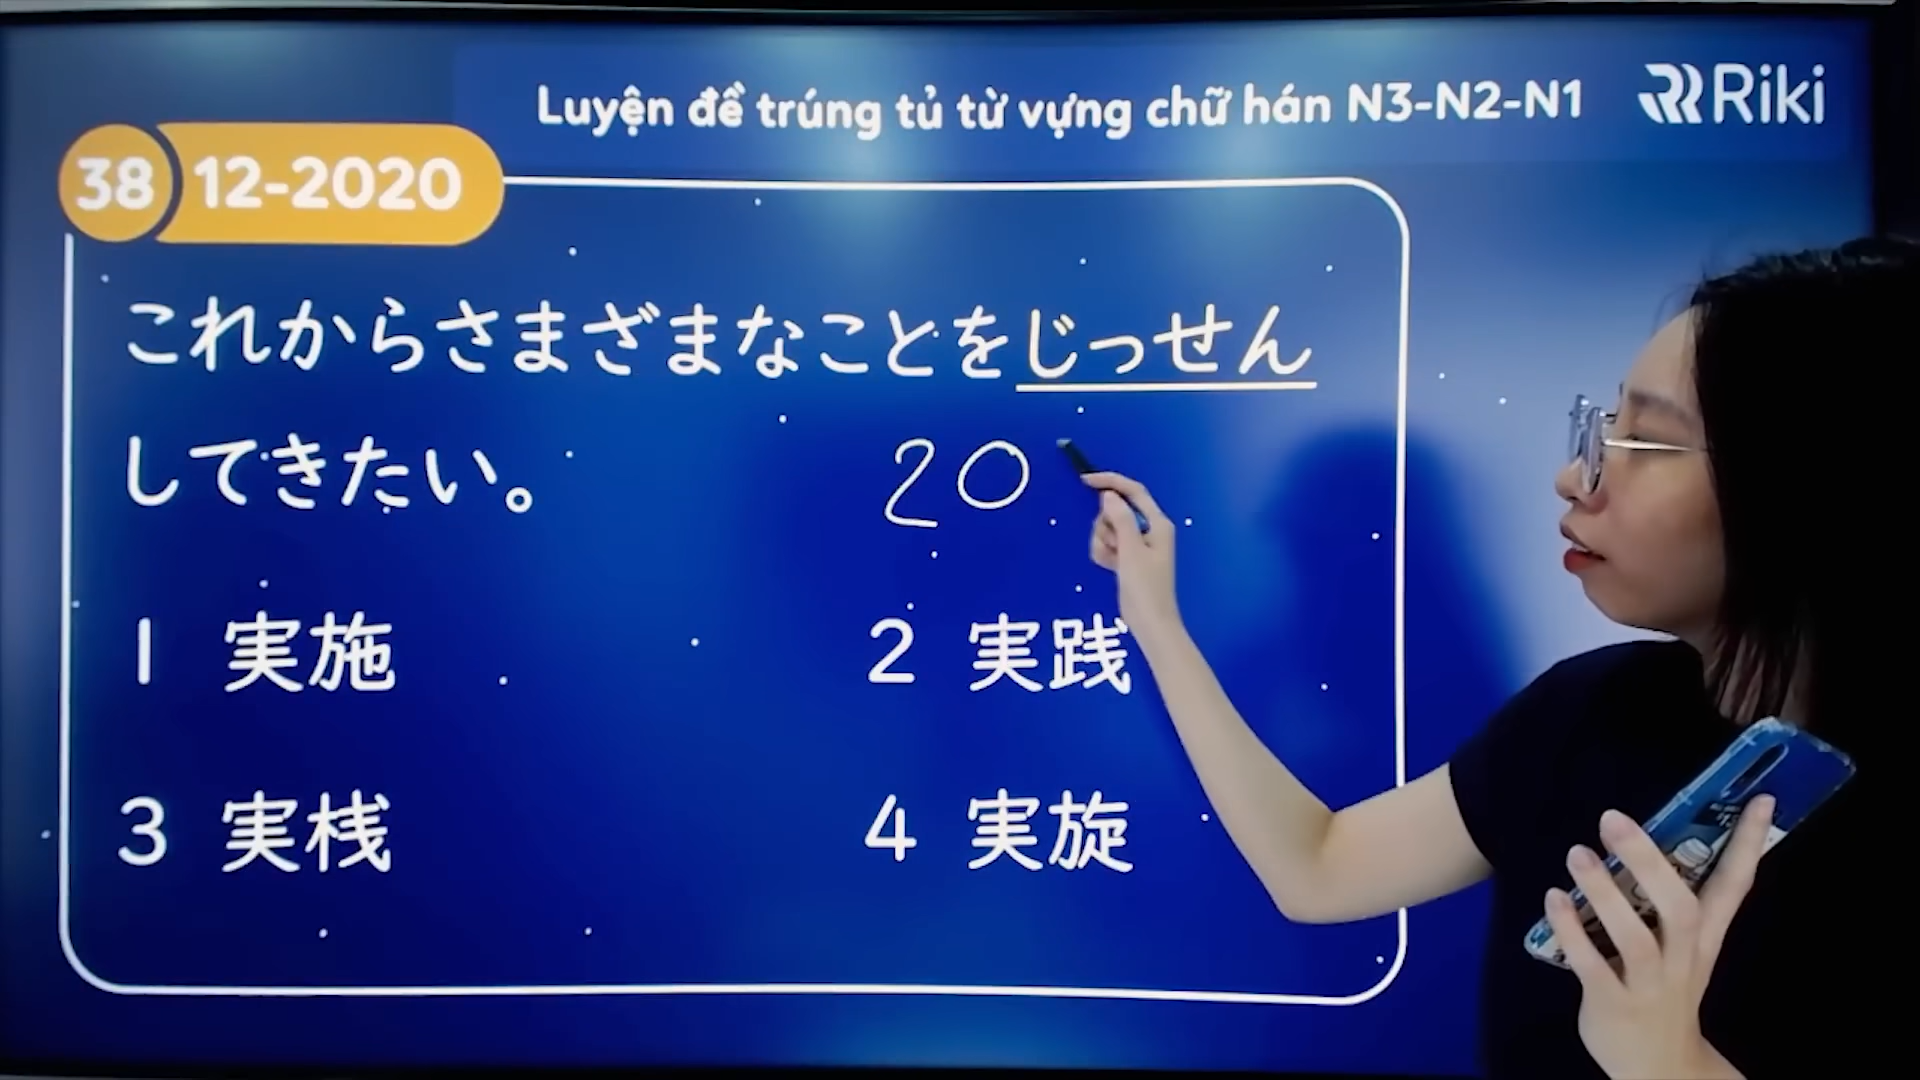 Luyện đề trúng tủ từ vựng chữ hán N3-N2-N1
Riki
38 12-2020
これからさまざまなことをじっせん
してきたい。
20
1 実施
2 実践
3 実桟
4 実旋